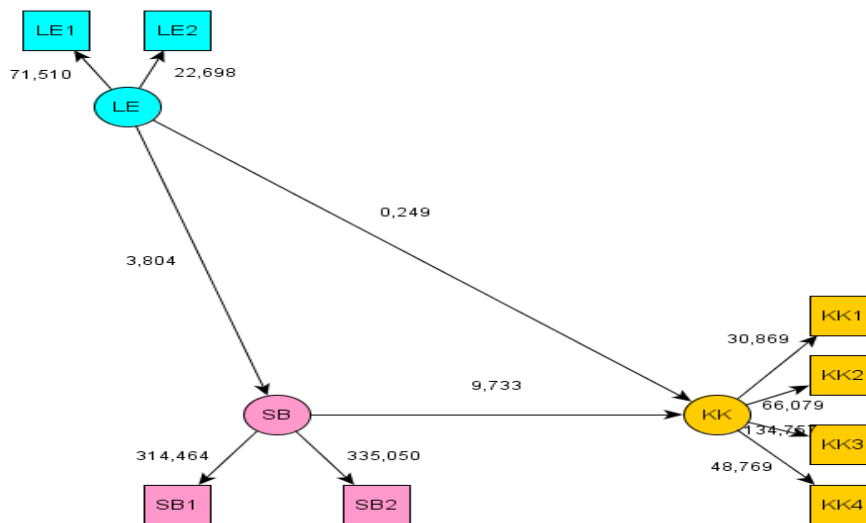 LE1
LE2
71,510
22,698
LE
0,249
3,804
KK1
30,869
KK2
9,733
SB
KK
66,079
KK3
314,464
335,050
48,769
SB1
SB2
KK4